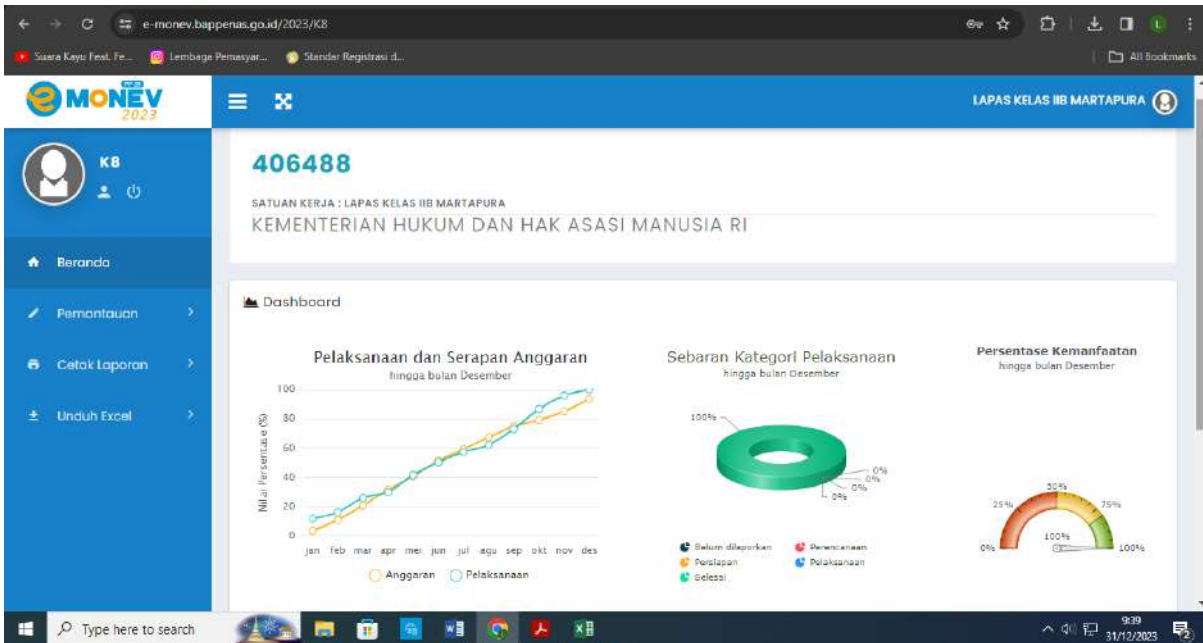 e-monev.bappenas.go.id/2023/K8
Suara Kayu Feat. Fe...
Lembaga Pemasyar...
Standar Registrasi d...
All Bookmarks
e MONEV
2023
LAPAS KELAS IIB MARTAPURA
K8
406488
SATUAN KERJA : LAPAS KELAS IIB MARTAPURA
KEMENTERIAN HUKUM DAN HAK ASASI MANUSIA RI
Beranda
Pemantauan
Cetak Laporan
Unduh Excel
Dashboard
Pelaksanaan dan Serapan Anggaran
hingga bulan Desember
Nilai Persentase (%)
100
80
60
40
20
0
jan feb mar apr mei jun jul agu sep okt nov des
Anggaran Pelaksanaan
Sebaran Kategori Pelaksanaan
hingga bulan Desember
100%
0%
0%
0%
0%
Belum dilaporkan Perencanaan
Persiapan Pelaksanaan
Selesai
Persentase Kemanfaatan
hingga bulan Desember
50%
25% 75%
100%
0% 100%
Type here to search
9:39
31/12/2023